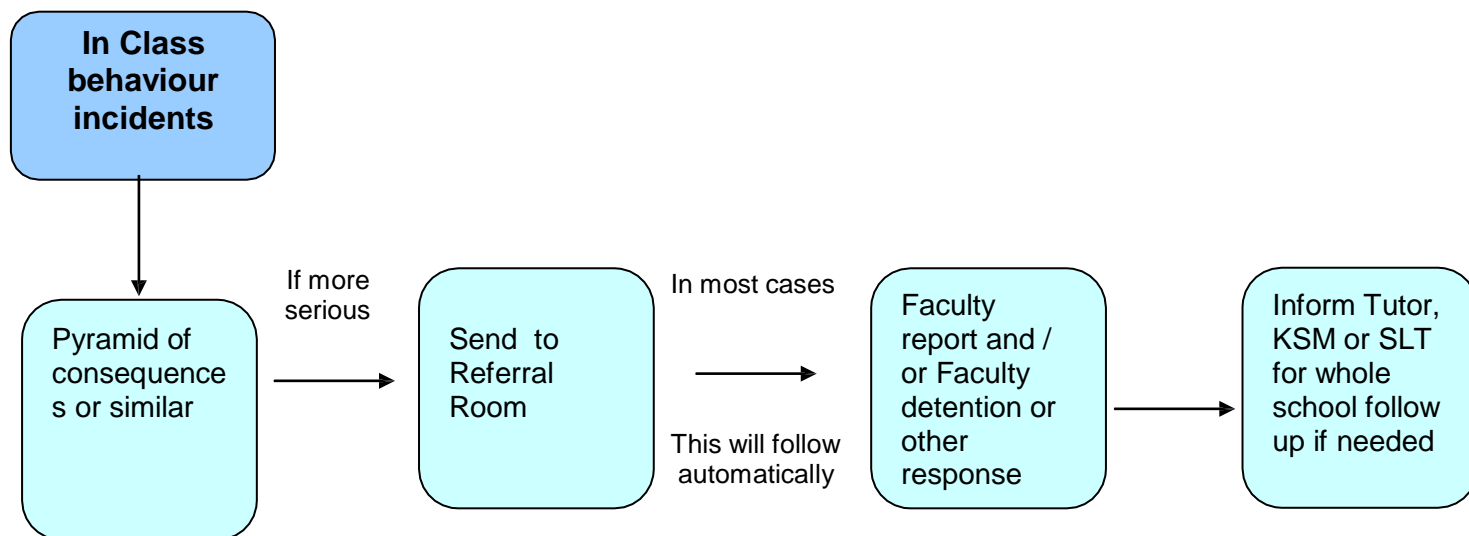 In Class
behaviour
incidents
If more
serious
In most cases
Pyramid of
consequence
s or similar
Send to
Referral
Room
This will follow
automatically
Faculty
report and /
or Faculty
detention or
other
response
Inform Tutor,
KSM or SLT
for whole
school follow
up if needed